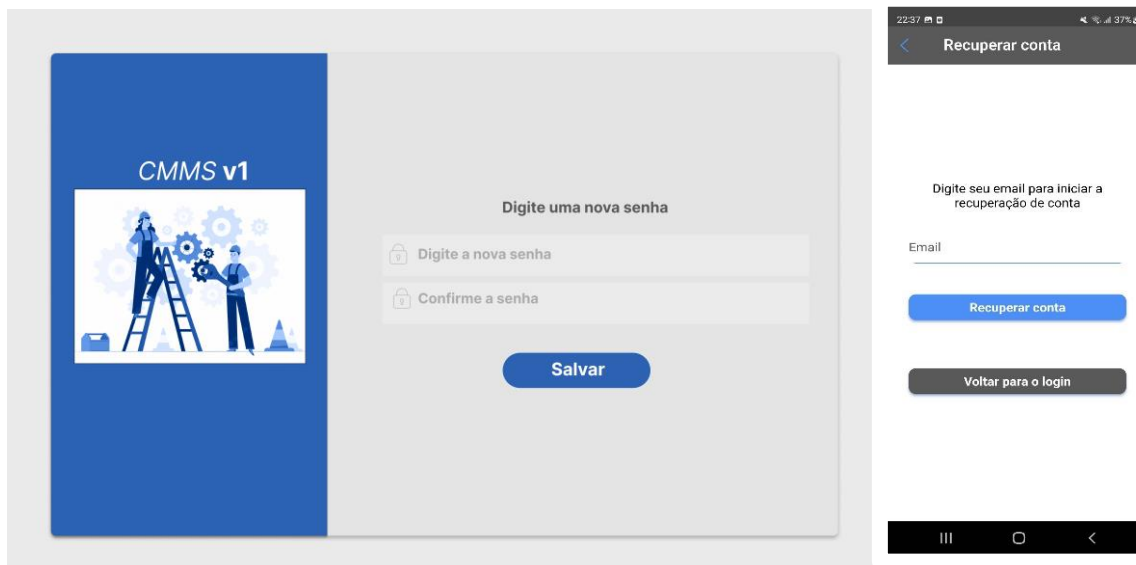 CMMS v1
Digite uma nova senha
Digite a nova senha
Confirme a senha
Salvar
22:37
37%
Recuperar conta
Digite seu email para iniciar a
recuperação de conta
Email
Recuperar conta
Voltar para o login